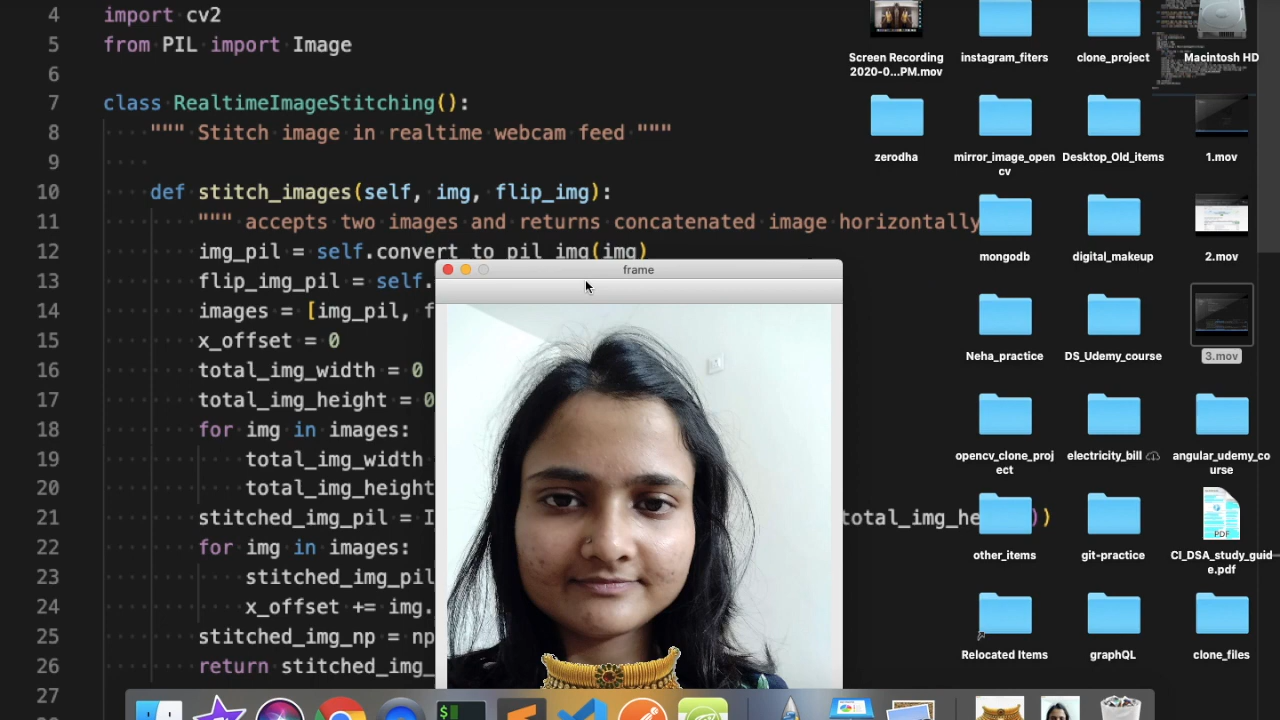 4 import cv2
5 from PIL import Image
6
7 class RealtimeImageStitching():
8 """ Stitch image in realtime webcam feed """
9
10 def stitch_images(self, img, flip_img):
11 """ accepts two images and returns concatenated image horizontally
12 img_pil = self.convert_to_pil_img(img)
13 flip_img_pil = self.
14 images = [img_pil, f
15 x_offset = 0
16 total_img_width = 0
17 total_img_height = 0
18 for img in images:
19 total_img_width
20 total_img_height
21 stitched_img_pil = I
total_img_he ))
22 for img in images:
23 stitched_img_pil
24 x_offset += img.
25 stitched_img_np = np
26 return stitched_img_
27
frame
Screen Recording
2020-0...PM.mov
instagram_fiters
clone_project
Macintosh HD
zerodha
mirror_image_open
cv
Desktop_Old_items
1.mov
mongodb
digital_makeup
2.mov
Neha_practice
DS_Udemy_course
3.mov
opencv_clone_proj
ect
electricity_bill
angular_udemy_co
urse
other_items
git-practice
PDF
CI_DSA_study_guid
e.pdf
Relocated Items
graphQL
clone_files
$